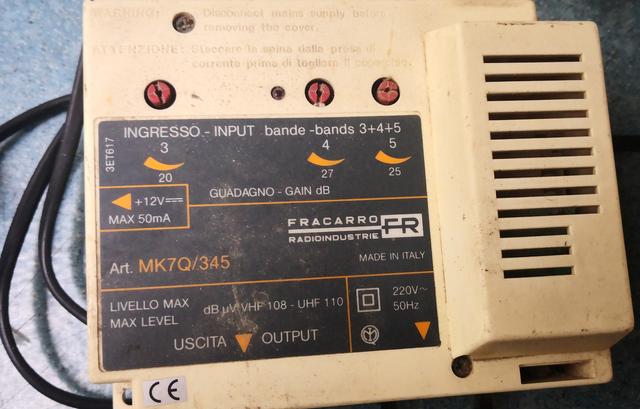 WARNING: Disconnect mains supply before
removing the cover.
ATTENZIONE: Staccare la spina dalla presa di
corrente prima di togliere il coperchio.
3ET617
INGRESSO - INPUT bande - bands 3+4+5
3 4 5
20 27 25
GUADAGNO - GAIN dB
+12V⎓
MAX 50mA
FRACARRO FR
RADIOINDUSTRIE
MADE IN ITALY
Art. MK7Q/345
LIVELLO MAX
MAX LEVEL
dB µV VHF 108 - UHF 110
220V~
50Hz
USCITA OUTPUT
CE